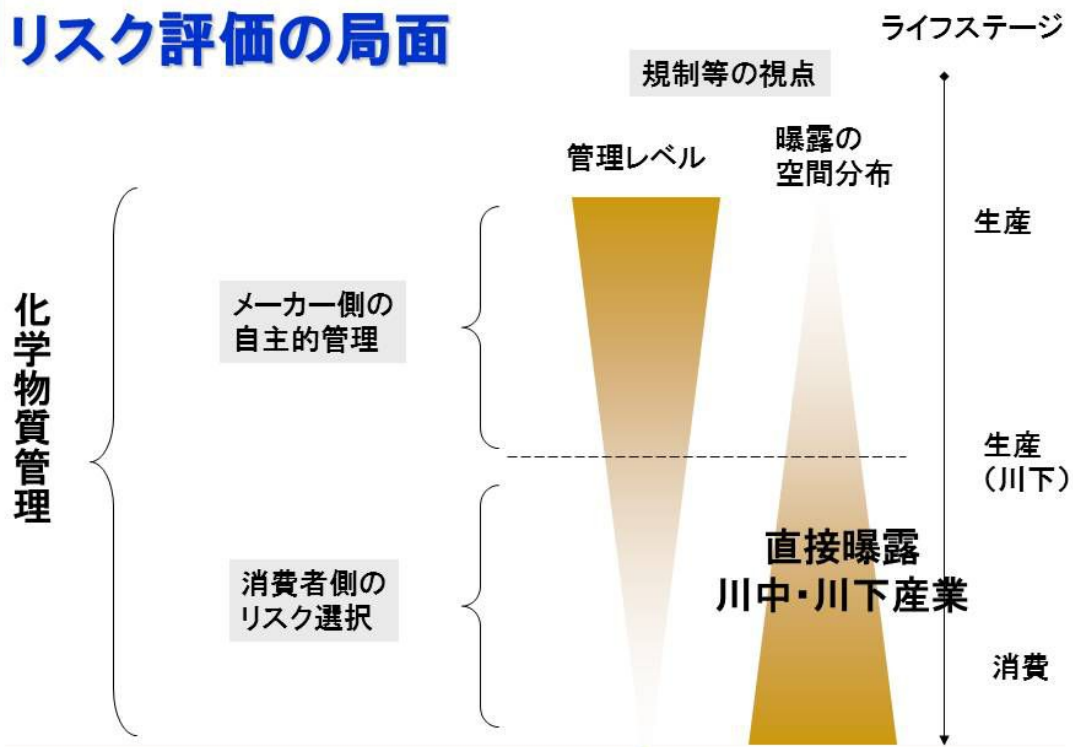 リスク評価の局面
ライフステージ
規制等の視点
管理レベル
曝露の
空間分布
生産
メーカー側の
自主的管理
化学物質管理
生産
（川下）
直接曝露
川中・川下産業
消費者側の
リスク選択
消費